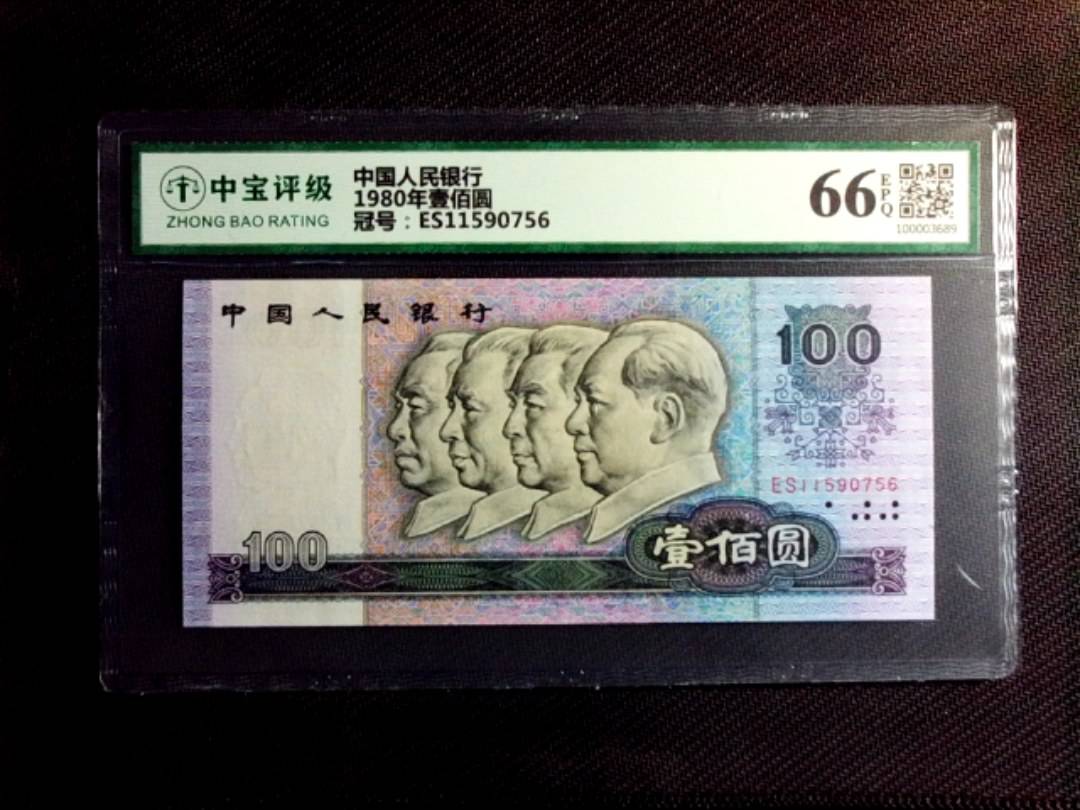 中宝评级
ZHONG BAO RATING
中国人民银行
1980年壹佰圆
冠号：ES11590756
66
EPQ
100003689
中国人民银行
100
ES11590756
100
壹佰圆